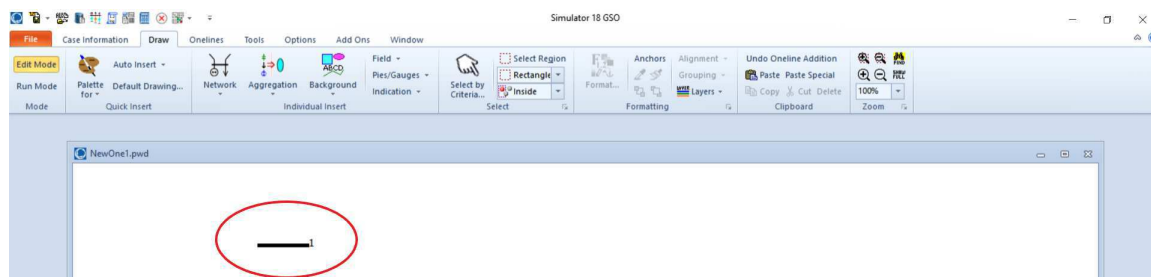 Simulator 18 GSO
File Case Information Draw Onelines Tools Options Add Ons Window
Edit Mode
Run Mode
Mode
Palette for
Auto Insert
Default Drawing...
Quick Insert
Network
Aggregation
ABCD
Background
Field
Pies/Gauges
Indication
Individual Insert
Select by Criteria...
Select Region
Rectangle
Inside
Select
Format...
Anchors
Alignment
Grouping
Layers
Formatting
Undo Oneline Addition
Paste Paste Special
Copy Cut Delete
Clipboard
100%
Zoom
NewOne1.pwd
1